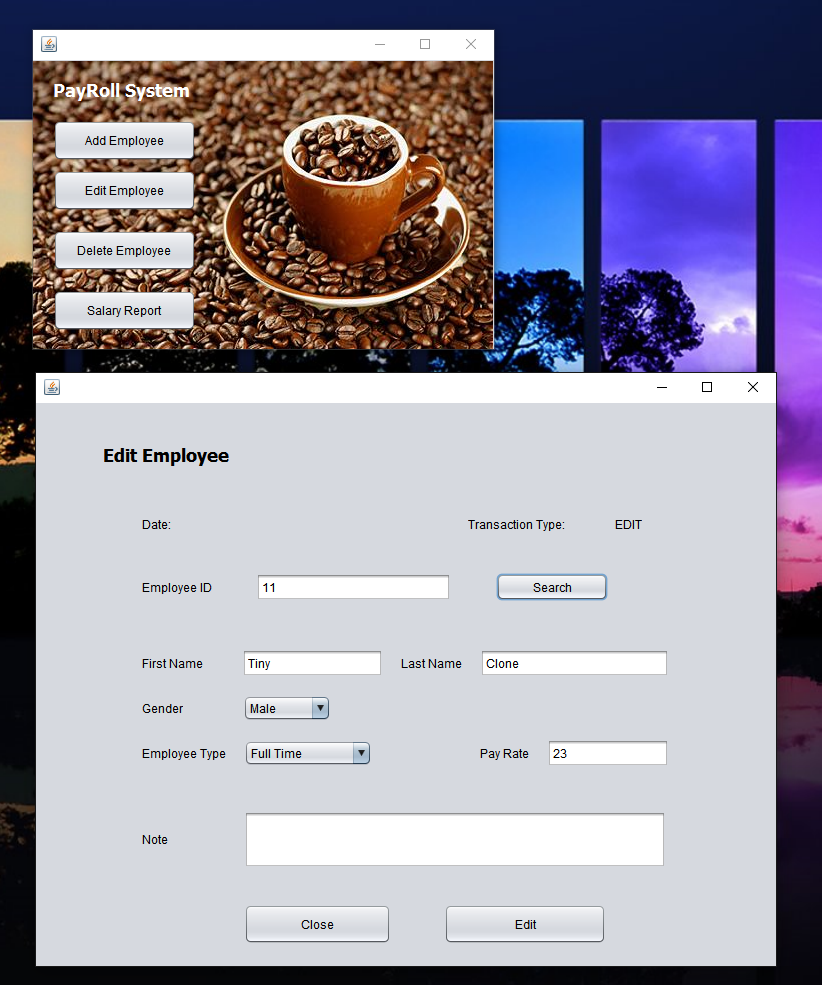 PayRoll System
Add Employee
Edit Employee
Delete Employee
Salary Report
Edit Employee
Date: Transaction Type: EDIT
Employee ID 11 Search
First Name Tiny Last Name Clone
Gender Male
Employee Type Full Time Pay Rate 23
Note
Close Edit